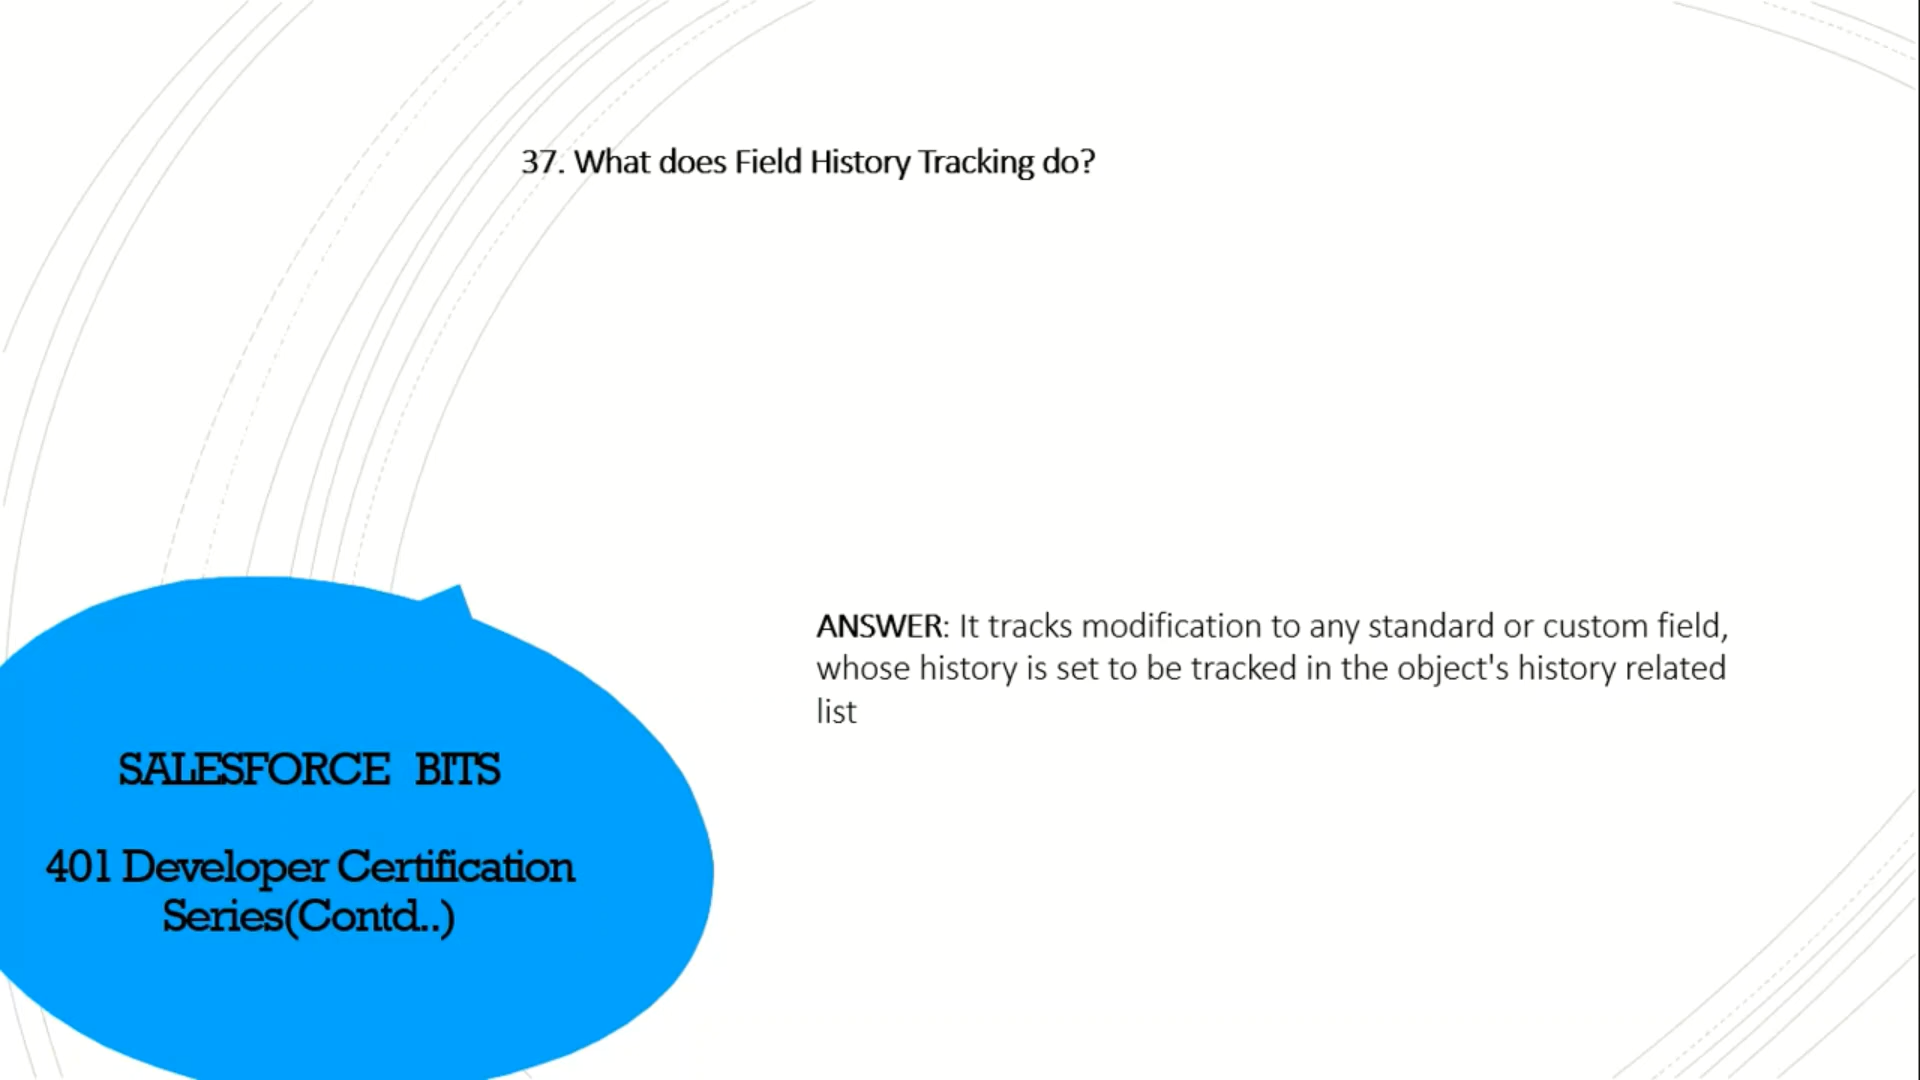 37. What does Field History Tracking do?
ANSWER: It tracks modification to any standard or custom field,
whose history is set to be tracked in the object's history related
list
SALESFORCE BITS
401 Developer Certification
Series(Contd..)